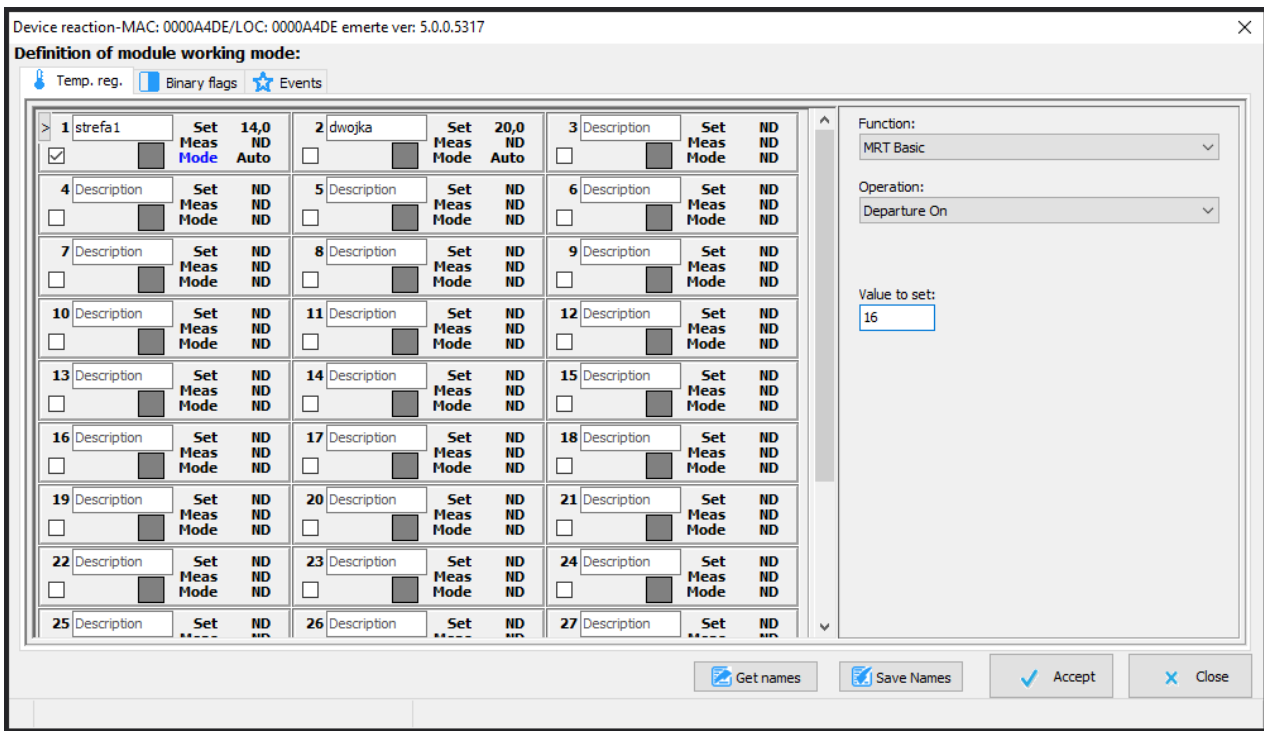 Device reaction-MAC: 0000A4DE/LOC: 0000A4DE emerte ver: 5.0.0.5317
Definition of module working mode:
Temp. reg. Binary flags Events
> 1 strefa1 Set 14,0 2 dwojka Set 20,0 3 Description Set ND
Meas ND Meas ND Meas ND
Mode Auto Mode Auto Mode ND
4 Description Set ND 5 Description Set ND 6 Description Set ND
Meas ND Meas ND Meas ND
Mode ND Mode ND Mode ND
7 Description Set ND 8 Description Set ND 9 Description Set ND
Meas ND Meas ND Meas ND
Mode ND Mode ND Mode ND
10 Description Set ND 11 Description Set ND 12 Description Set ND
Meas ND Meas ND Meas ND
Mode ND Mode ND Mode ND
13 Description Set ND 14 Description Set ND 15 Description Set ND
Meas ND Meas ND Meas ND
Mode ND Mode ND Mode ND
16 Description Set ND 17 Description Set ND 18 Description Set ND
Meas ND Meas ND Meas ND
Mode ND Mode ND Mode ND
19 Description Set ND 20 Description Set ND 21 Description Set ND
Meas ND Meas ND Meas ND
Mode ND Mode ND Mode ND
22 Description Set ND 23 Description Set ND 24 Description Set ND
Meas ND Meas ND Meas ND
Mode ND Mode ND Mode ND
25 Description Set ND 26 Description Set ND 27 Description Set ND
Function:
MRT Basic
Operation:
Departure On
Value to set:
16
Get names Save Names Accept Close